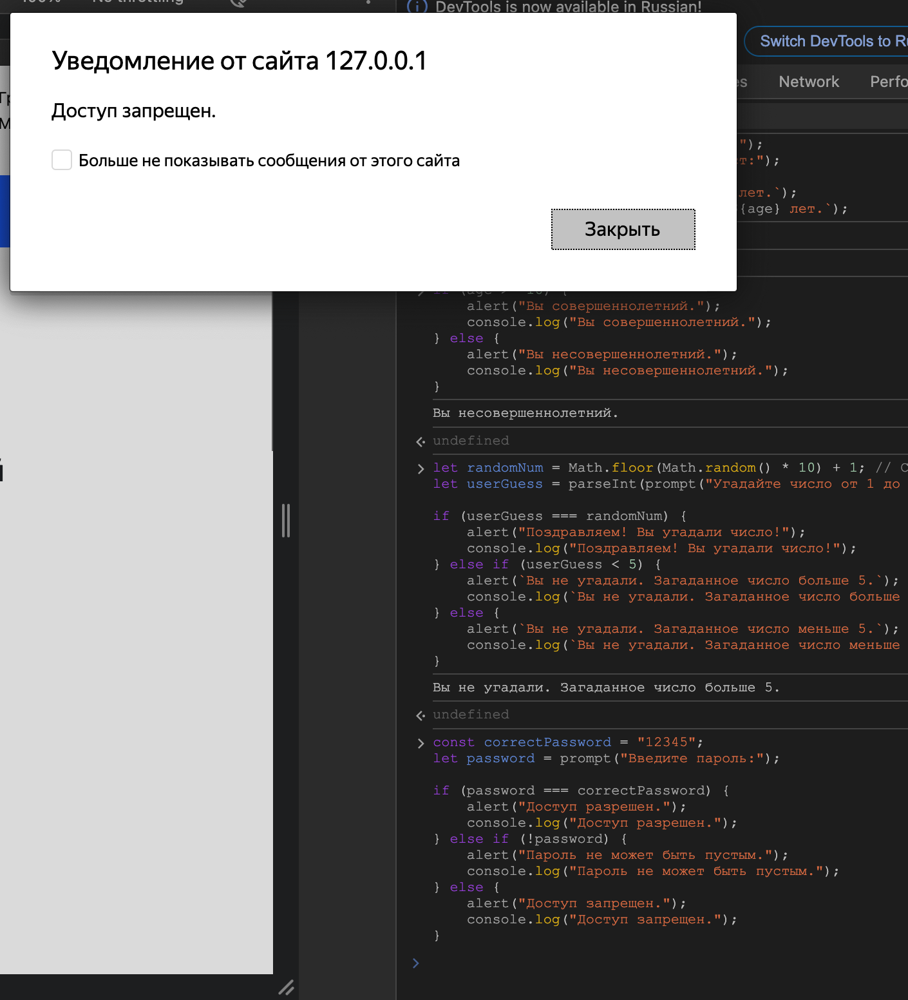 100%
No throttling
DevTools is now available in Russian!
Switch DevTools to
Уведомление от сайта 127.0.0.1
Доступ запрещен.
Больше не показывать сообщения от этого сайта
Закрыть
Network
");
:");
лет.`);
{age} лет.`);
if (age
alert("Вы совершеннолетний.");
console.log("Вы совершеннолетний.");
} else {
alert("Вы несовершеннолетний.");
console.log("Вы несовершеннолетний.");
}
Вы несовершеннолетний.
undefined
let randomNum = Math.floor(Math.random() * 10) + 1; // С
let userGuess = parseInt(prompt("Угадайте число от 1 до
if (userGuess === randomNum) {
alert("Поздравляем! Вы угадали число!");
console.log("Поздравляем! Вы угадали число!");
} else if (userGuess < 5) {
alert(`Вы не угадали. Загаданное число больше 5.`);
console.log(`Вы не угадали. Загаданное число больше
} else {
alert(`Вы не угадали. Загаданное число меньше 5.`);
console.log(`Вы не угадали. Загаданное число меньше
}
Вы не угадали. Загаданное число больше 5.
undefined
const correctPassword = "12345";
let password = prompt("Введите пароль:");
if (password === correctPassword) {
alert("Доступ разрешен.");
console.log("Доступ разрешен.");
} else if (!password) {
alert("Пароль не может быть пустым.");
console.log("Пароль не может быть пустым.");
} else {
alert("Доступ запрещен.");
console.log("Доступ запрещен.");
}